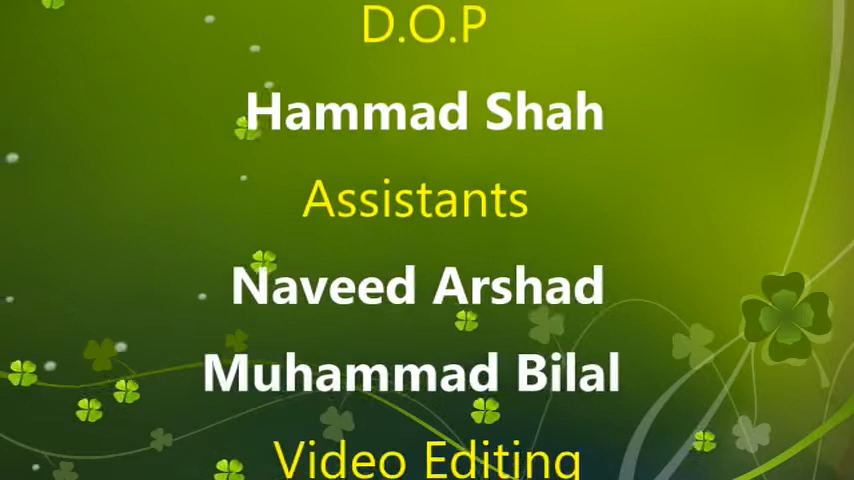 D.O.P
Hammad Shah
Assistants
Naveed Arshad
Muhammad Bilal
Video Editing